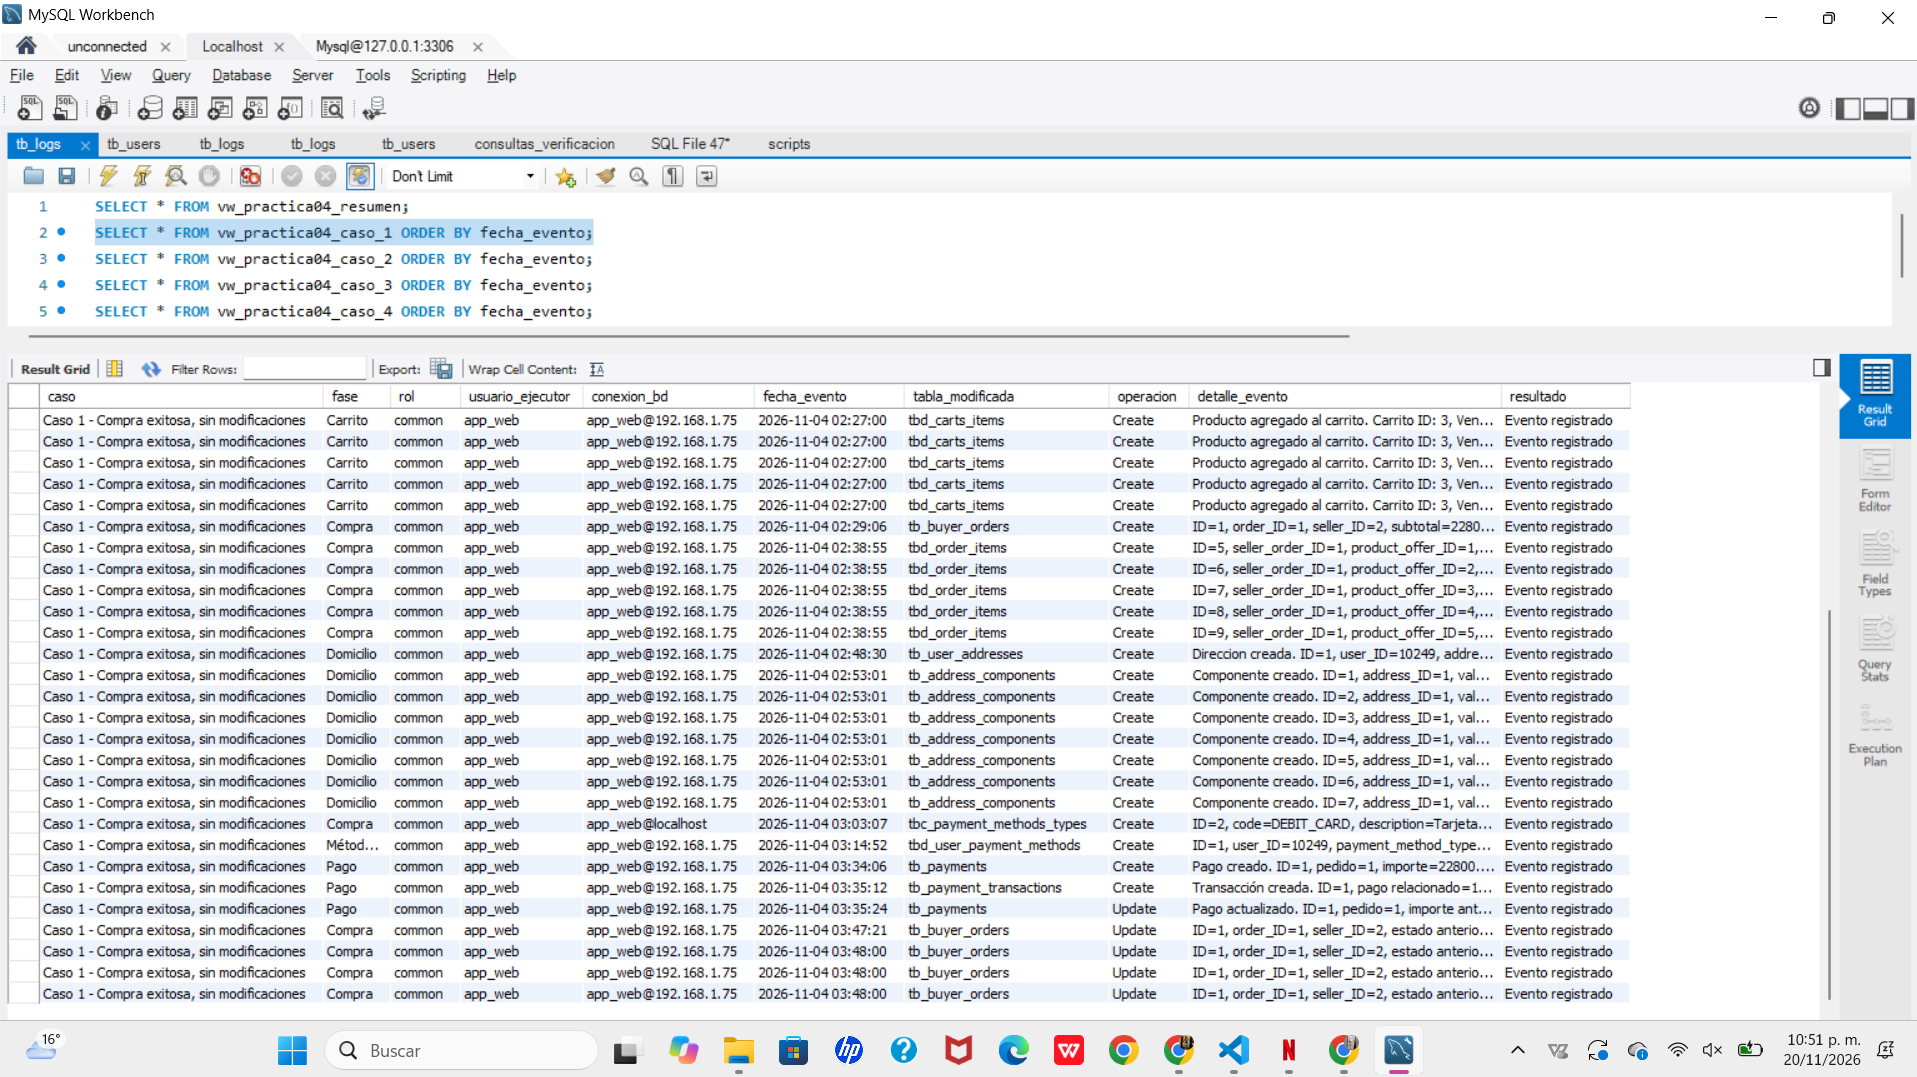 MySQL Workbench
unconnected Localhost Mysql@127.0.0.1:3306
File Edit View Query Database Server Tools Scripting Help
tb_logs tb_users tb_logs tb_logs tb_users consultas_verificacion SQL File 47* scripts
Don't Limit
1 SELECT * FROM vw_practica04_resumen;
2 SELECT * FROM vw_practica04_caso_1 ORDER BY fecha_evento;
3 SELECT * FROM vw_practica04_caso_2 ORDER BY fecha_evento;
4 SELECT * FROM vw_practica04_caso_3 ORDER BY fecha_evento;
5 SELECT * FROM vw_practica04_caso_4 ORDER BY fecha_evento;
Result Grid Filter Rows: Export: Wrap Cell Content:
caso fase rol usuario_ejecutor conexion_bd fecha_evento tabla_modificada operacion detalle_evento resultado
Caso 1 - Compra exitosa, sin modificaciones Carrito common app_web app_web@192.168.1.75 2026-11-04 02:27:00 tbd_carts_items Create Producto agregado al carrito. Carrito ID: 3, Ven... Evento registrado
Caso 1 - Compra exitosa, sin modificaciones Carrito common app_web app_web@192.168.1.75 2026-11-04 02:27:00 tbd_carts_items Create Producto agregado al carrito. Carrito ID: 3, Ven... Evento registrado
Caso 1 - Compra exitosa, sin modificaciones Carrito common app_web app_web@192.168.1.75 2026-11-04 02:27:00 tbd_carts_items Create Producto agregado al carrito. Carrito ID: 3, Ven... Evento registrado
Caso 1 - Compra exitosa, sin modificaciones Carrito common app_web app_web@192.168.1.75 2026-11-04 02:27:00 tbd_carts_items Create Producto agregado al carrito. Carrito ID: 3, Ven... Evento registrado
Caso 1 - Compra exitosa, sin modificaciones Carrito common app_web app_web@192.168.1.75 2026-11-04 02:27:00 tbd_carts_items Create Producto agregado al carrito. Carrito ID: 3, Ven... Evento registrado
Caso 1 - Compra exitosa, sin modificaciones Compra common app_web app_web@192.168.1.75 2026-11-04 02:29:06 tb_buyer_orders Create ID=1, order_ID=1, seller_ID=2, subtotal=2280... Evento registrado
Caso 1 - Compra exitosa, sin modificaciones Compra common app_web app_web@192.168.1.75 2026-11-04 02:38:55 tbd_order_items Create ID=5, seller_order_ID=1, product_offer_ID=1,... Evento registrado
Caso 1 - Compra exitosa, sin modificaciones Compra common app_web app_web@192.168.1.75 2026-11-04 02:38:55 tbd_order_items Create ID=6, seller_order_ID=1, product_offer_ID=2,... Evento registrado
Caso 1 - Compra exitosa, sin modificaciones Compra common app_web app_web@192.168.1.75 2026-11-04 02:38:55 tbd_order_items Create ID=7, seller_order_ID=1, product_offer_ID=3,... Evento registrado
Caso 1 - Compra exitosa, sin modificaciones Compra common app_web app_web@192.168.1.75 2026-11-04 02:38:55 tbd_order_items Create ID=8, seller_order_ID=1, product_offer_ID=4,... Evento registrado
Caso 1 - Compra exitosa, sin modificaciones Compra common app_web app_web@192.168.1.75 2026-11-04 02:38:55 tbd_order_items Create ID=9, seller_order_ID=1, product_offer_ID=5,... Evento registrado
Caso 1 - Compra exitosa, sin modificaciones Domicilio common app_web app_web@192.168.1.75 2026-11-04 02:48:30 tb_user_addresses Create Direccion creada. ID=1, user_ID=10249, addre... Evento registrado
Caso 1 - Compra exitosa, sin modificaciones Domicilio common app_web app_web@192.168.1.75 2026-11-04 02:53:01 tb_address_components Create Componente creado. ID=1, address_ID=1, val... Evento registrado
Caso 1 - Compra exitosa, sin modificaciones Domicilio common app_web app_web@192.168.1.75 2026-11-04 02:53:01 tb_address_components Create Componente creado. ID=2, address_ID=1, val... Evento registrado
Caso 1 - Compra exitosa, sin modificaciones Domicilio common app_web app_web@192.168.1.75 2026-11-04 02:53:01 tb_address_components Create Componente creado. ID=3, address_ID=1, val... Evento registrado
Caso 1 - Compra exitosa, sin modificaciones Domicilio common app_web app_web@192.168.1.75 2026-11-04 02:53:01 tb_address_components Create Componente creado. ID=4, address_ID=1, val... Evento registrado
Caso 1 - Compra exitosa, sin modificaciones Domicilio common app_web app_web@192.168.1.75 2026-11-04 02:53:01 tb_address_components Create Componente creado. ID=5, address_ID=1, val... Evento registrado
Caso 1 - Compra exitosa, sin modificaciones Domicilio common app_web app_web@192.168.1.75 2026-11-04 02:53:01 tb_address_components Create Componente creado. ID=6, address_ID=1, val... Evento registrado
Caso 1 - Compra exitosa, sin modificaciones Domicilio common app_web app_web@192.168.1.75 2026-11-04 02:53:01 tb_address_components Create Componente creado. ID=7, address_ID=1, val... Evento registrado
Caso 1 - Compra exitosa, sin modificaciones Compra common app_web app_web@localhost 2026-11-04 03:03:07 tbc_payment_methods_types Create ID=2, code=DEBIT_CARD, description=Tarjeta... Evento registrado
Caso 1 - Compra exitosa, sin modificaciones Métod... common app_web app_web@192.168.1.75 2026-11-04 03:14:52 tbd_user_payment_methods Create ID=1, user_ID=10249, payment_method_type... Evento registrado
Caso 1 - Compra exitosa, sin modificaciones Pago common app_web app_web@192.168.1.75 2026-11-04 03:34:06 tb_payments Create Pago creado. ID=1, pedido=1, importe=22800.... Evento registrado
Caso 1 - Compra exitosa, sin modificaciones Pago common app_web app_web@192.168.1.75 2026-11-04 03:35:12 tb_payment_transactions Create Transacción creada. ID=1, pago relacionado=1... Evento registrado
Caso 1 - Compra exitosa, sin modificaciones Pago common app_web app_web@192.168.1.75 2026-11-04 03:35:24 tb_payments Update Pago actualizado. ID=1, pedido=1, importe ant... Evento registrado
Caso 1 - Compra exitosa, sin modificaciones Compra common app_web app_web@192.168.1.75 2026-11-04 03:47:21 tb_buyer_orders Update ID=1, order_ID=1, seller_ID=2, estado anterio... Evento registrado
Caso 1 - Compra exitosa, sin modificaciones Compra common app_web app_web@192.168.1.75 2026-11-04 03:48:00 tb_buyer_orders Update ID=1, order_ID=1, seller_ID=2, estado anterio... Evento registrado
Caso 1 - Compra exitosa, sin modificaciones Compra common app_web app_web@192.168.1.75 2026-11-04 03:48:00 tb_buyer_orders Update ID=1, order_ID=1, seller_ID=2, estado anterio... Evento registrado
Caso 1 - Compra exitosa, sin modificaciones Compra common app_web app_web@192.168.1.75 2026-11-04 03:48:00 tb_buyer_orders Update ID=1, order_ID=1, seller_ID=2, estado anterio... Evento registrado
Result
Grid
Form
Editor
Field
Types
Query
Stats
Execution
Plan
16°
Buscar
10:51 p. m.
20/11/2026